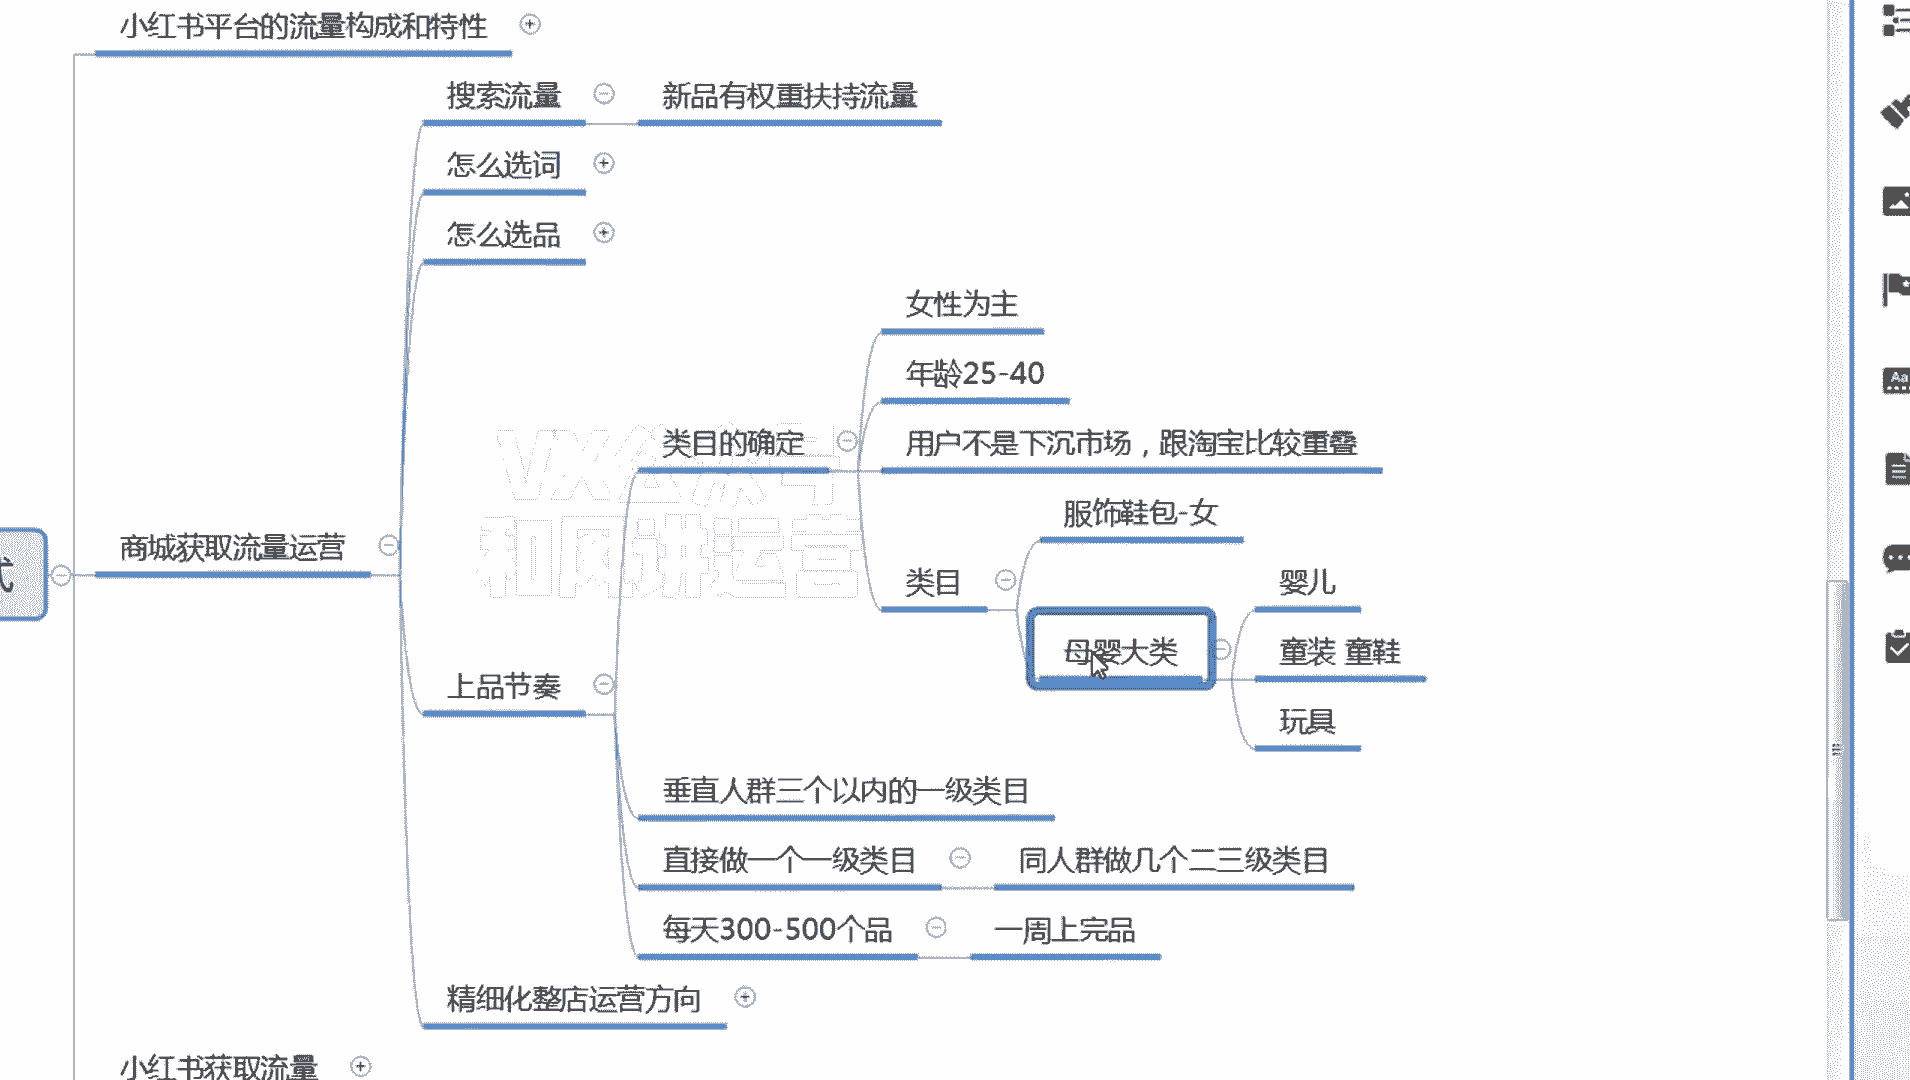 小红书平台的流量构成和特性
搜索流量
新品有权重扶持流量
怎么选词
怎么选品
女性为主
年龄25-40
类目的确定
用户不是下沉市场，跟淘宝比较重叠
VX公众号
和风讲运营
服饰鞋包-女
商城获取流量运营
式
类目
婴儿
母婴大类
童装 童鞋
上品节奏
玩具
垂直人群三个以内的一级类目
直接做一个一级类目
同人群做几个二三级类目
每天300-500个品
一周上完品
精细化整店运营方向
小红书获取流量
Aa